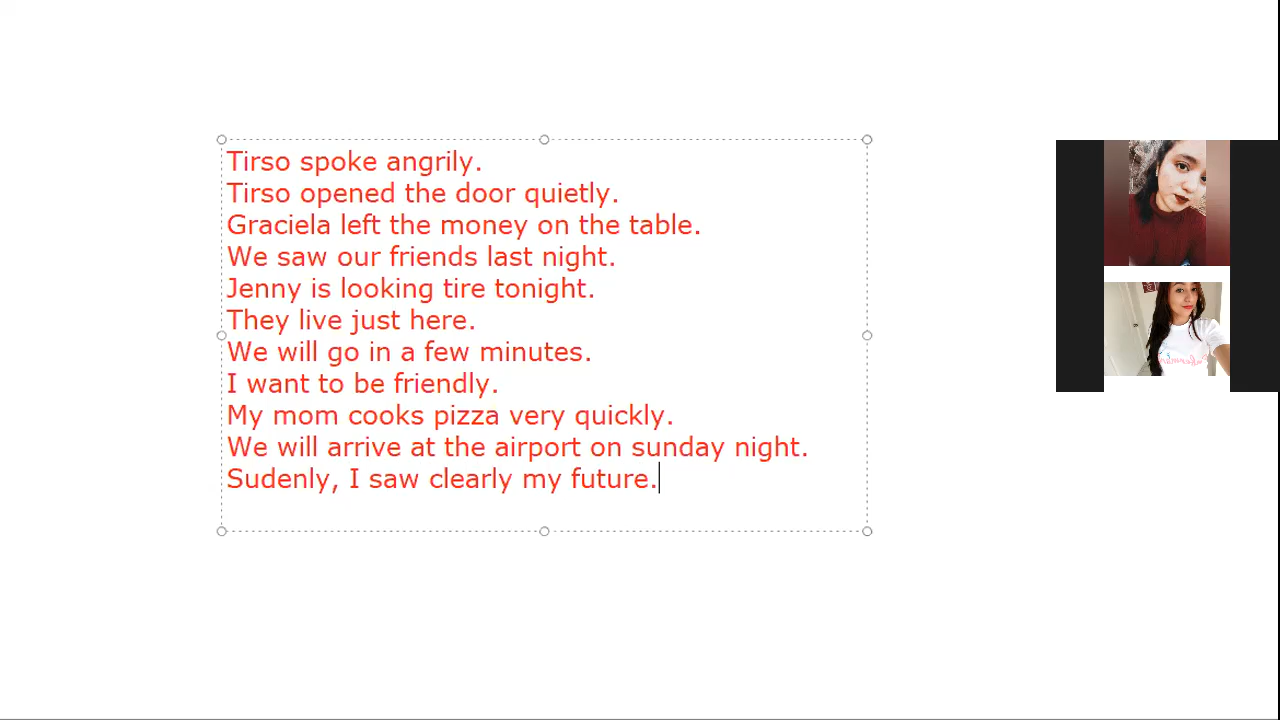 Tirso spoke angrily.
Tirso opened the door quietly.
Graciela left the money on the table.
We saw our friends last night.
Jenny is looking tire tonight.
They live just here.
We will go in a few minutes.
I want to be friendly.
My mom cooks pizza very quickly.
We will arrive at the airport on sunday night.
Sudenly, I saw clearly my future.